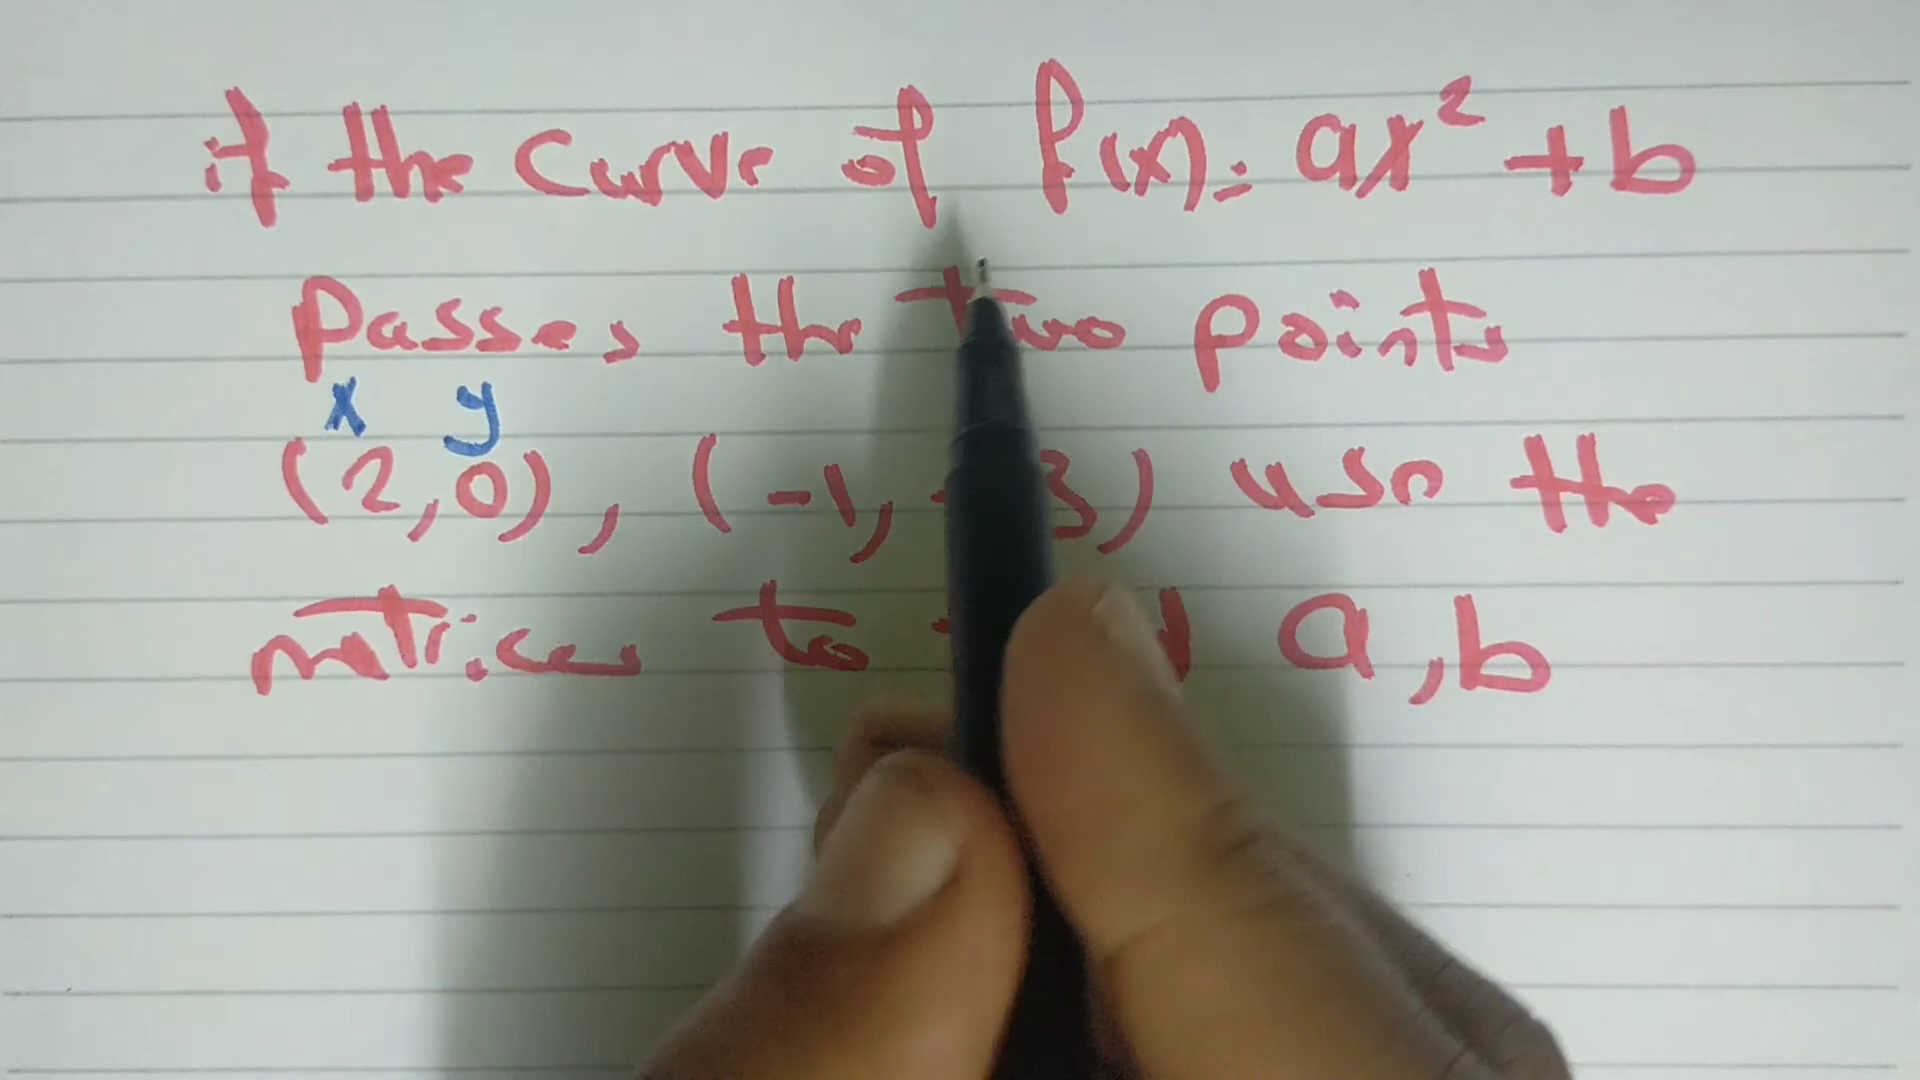 if the curve of f(x) = ax² + b
Passes the two points
x y
(2,0), (-1, -3) use the
matrices to a, b